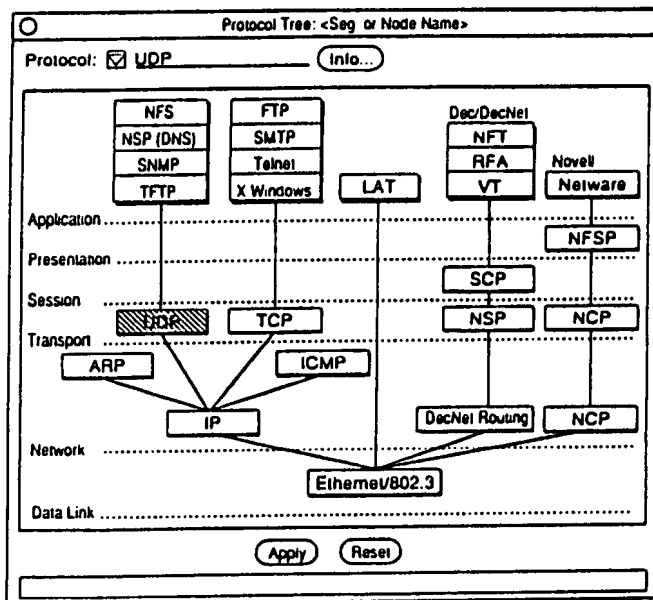 Protocol Tree: <Seg or Node Name>
Protocol: UDP Info...
NFS
NSP (DNS)
SNMP
TFTP
FTP
SMTP
Telnet
X Windows
LAT
Dec/DecNet
NFT
RFA
VT
Novell
Netware
Application
NFSP
Presentation
SCP
Session
UDP
TCP
NSP
NCP
Transport
ARP
ICMP
IP
DecNet Routing
NCP
Network
Ethernet/802.3
Data Link
Apply Reset